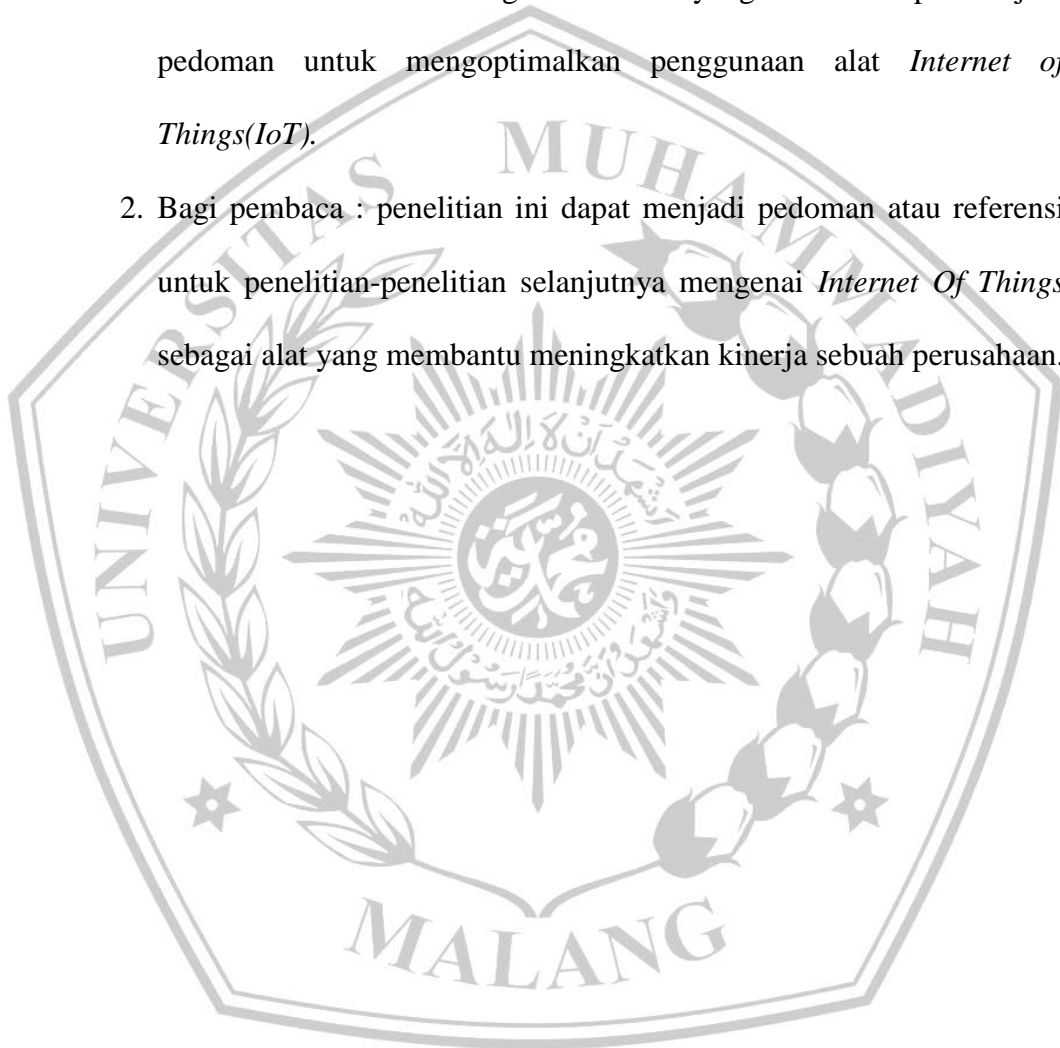 pedoman untuk mengoptimalkan penggunaan alat Internet of
Things(IoT).
2. Bagi pembaca : penelitian ini dapat menjadi pedoman atau referensi
untuk penelitian-penelitian selanjutnya mengenai Internet Of Things
sebagai alat yang membantu meningkatkan kinerja sebuah perusahaan.
UNIVERSITAS MUHAMMADIYAH
MALANG